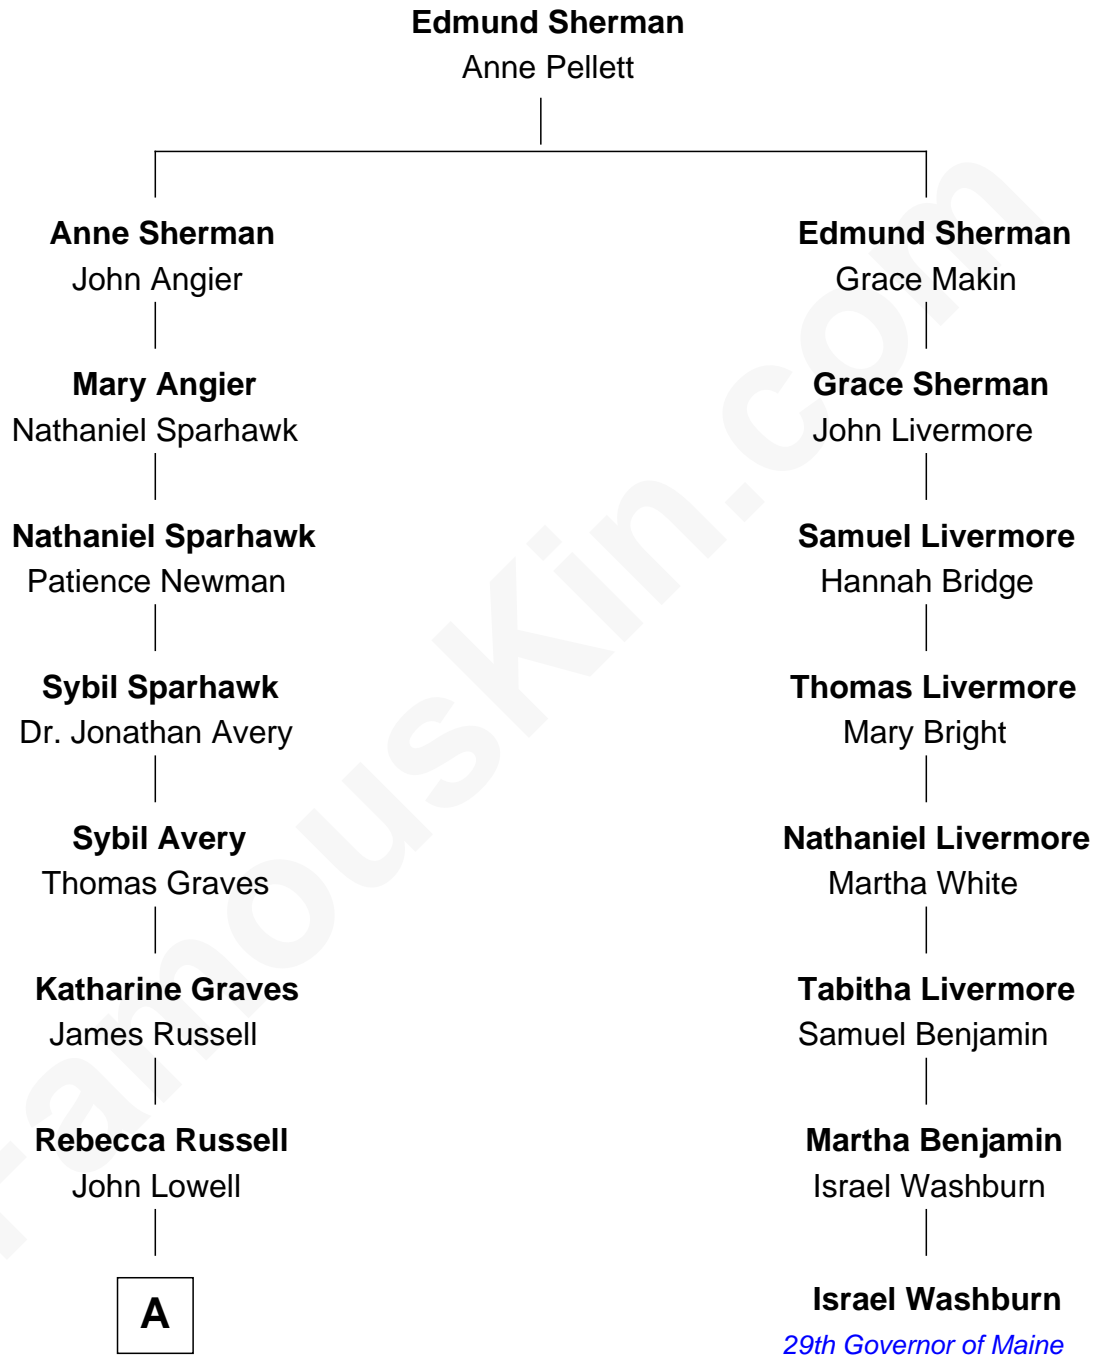 Edmund Sherman
Anne Pellett
Anne Sherman
John Angier
Edmund Sherman
Grace Makin
Mary Angier
Nathaniel Sparhawk
Grace Sherman
John Livermore
Nathaniel Sparhawk
Patience Newman
Samuel Livermore
Hannah Bridge
Sybil Sparhawk
Dr. Jonathan Avery
Thomas Livermore
Mary Bright
Sybil Avery
Thomas Graves
Nathaniel Livermore
Martha White
Katharine Graves
James Russell
Tabitha Livermore
Samuel Benjamin
Rebecca Russell
John Lowell
Martha Benjamin
Israel Washburn
A
Israel Washburn
29th Governor of Maine
FamousKin.com